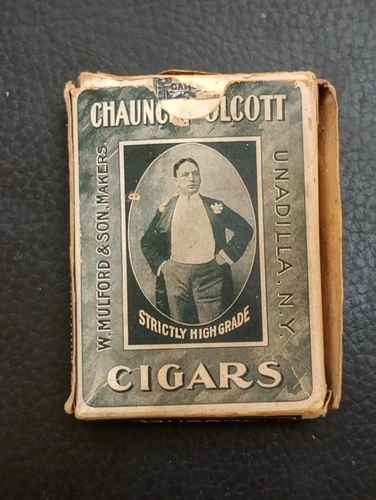 CHAUNC OLCOTT
W. MULFORD & SON. MAKERS.
UNADILLA, N.Y.
STRICTLY HIGH GRADE
CIGARS